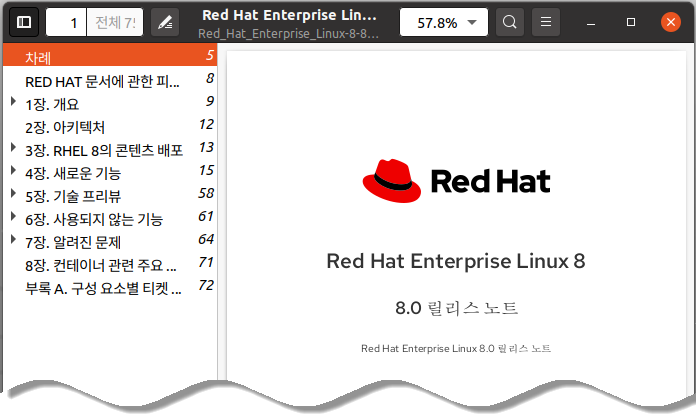 1
전체 7
Red Hat Enterprise Lin...
Red_Hat_Enterprise_Linux-8-8...
57.8%
차례 5
RED HAT 문서에 관한 피... 8
1장. 개요 9
2장. 아키텍처 12
3장. RHEL 8의 콘텐츠 배포 13
4장. 새로운 기능 15
5장. 기술 프리뷰 58
6장. 사용되지 않는 기능 61
7장. 알려진 문제 64
8장. 컨테이너 관련 주요 ... 71
부록 A. 구성 요소별 티켓 ... 72
Red Hat
Red Hat Enterprise Linux 8
8.0 릴리스 노트
Red Hat Enterprise Linux 8.0 릴리스 노트